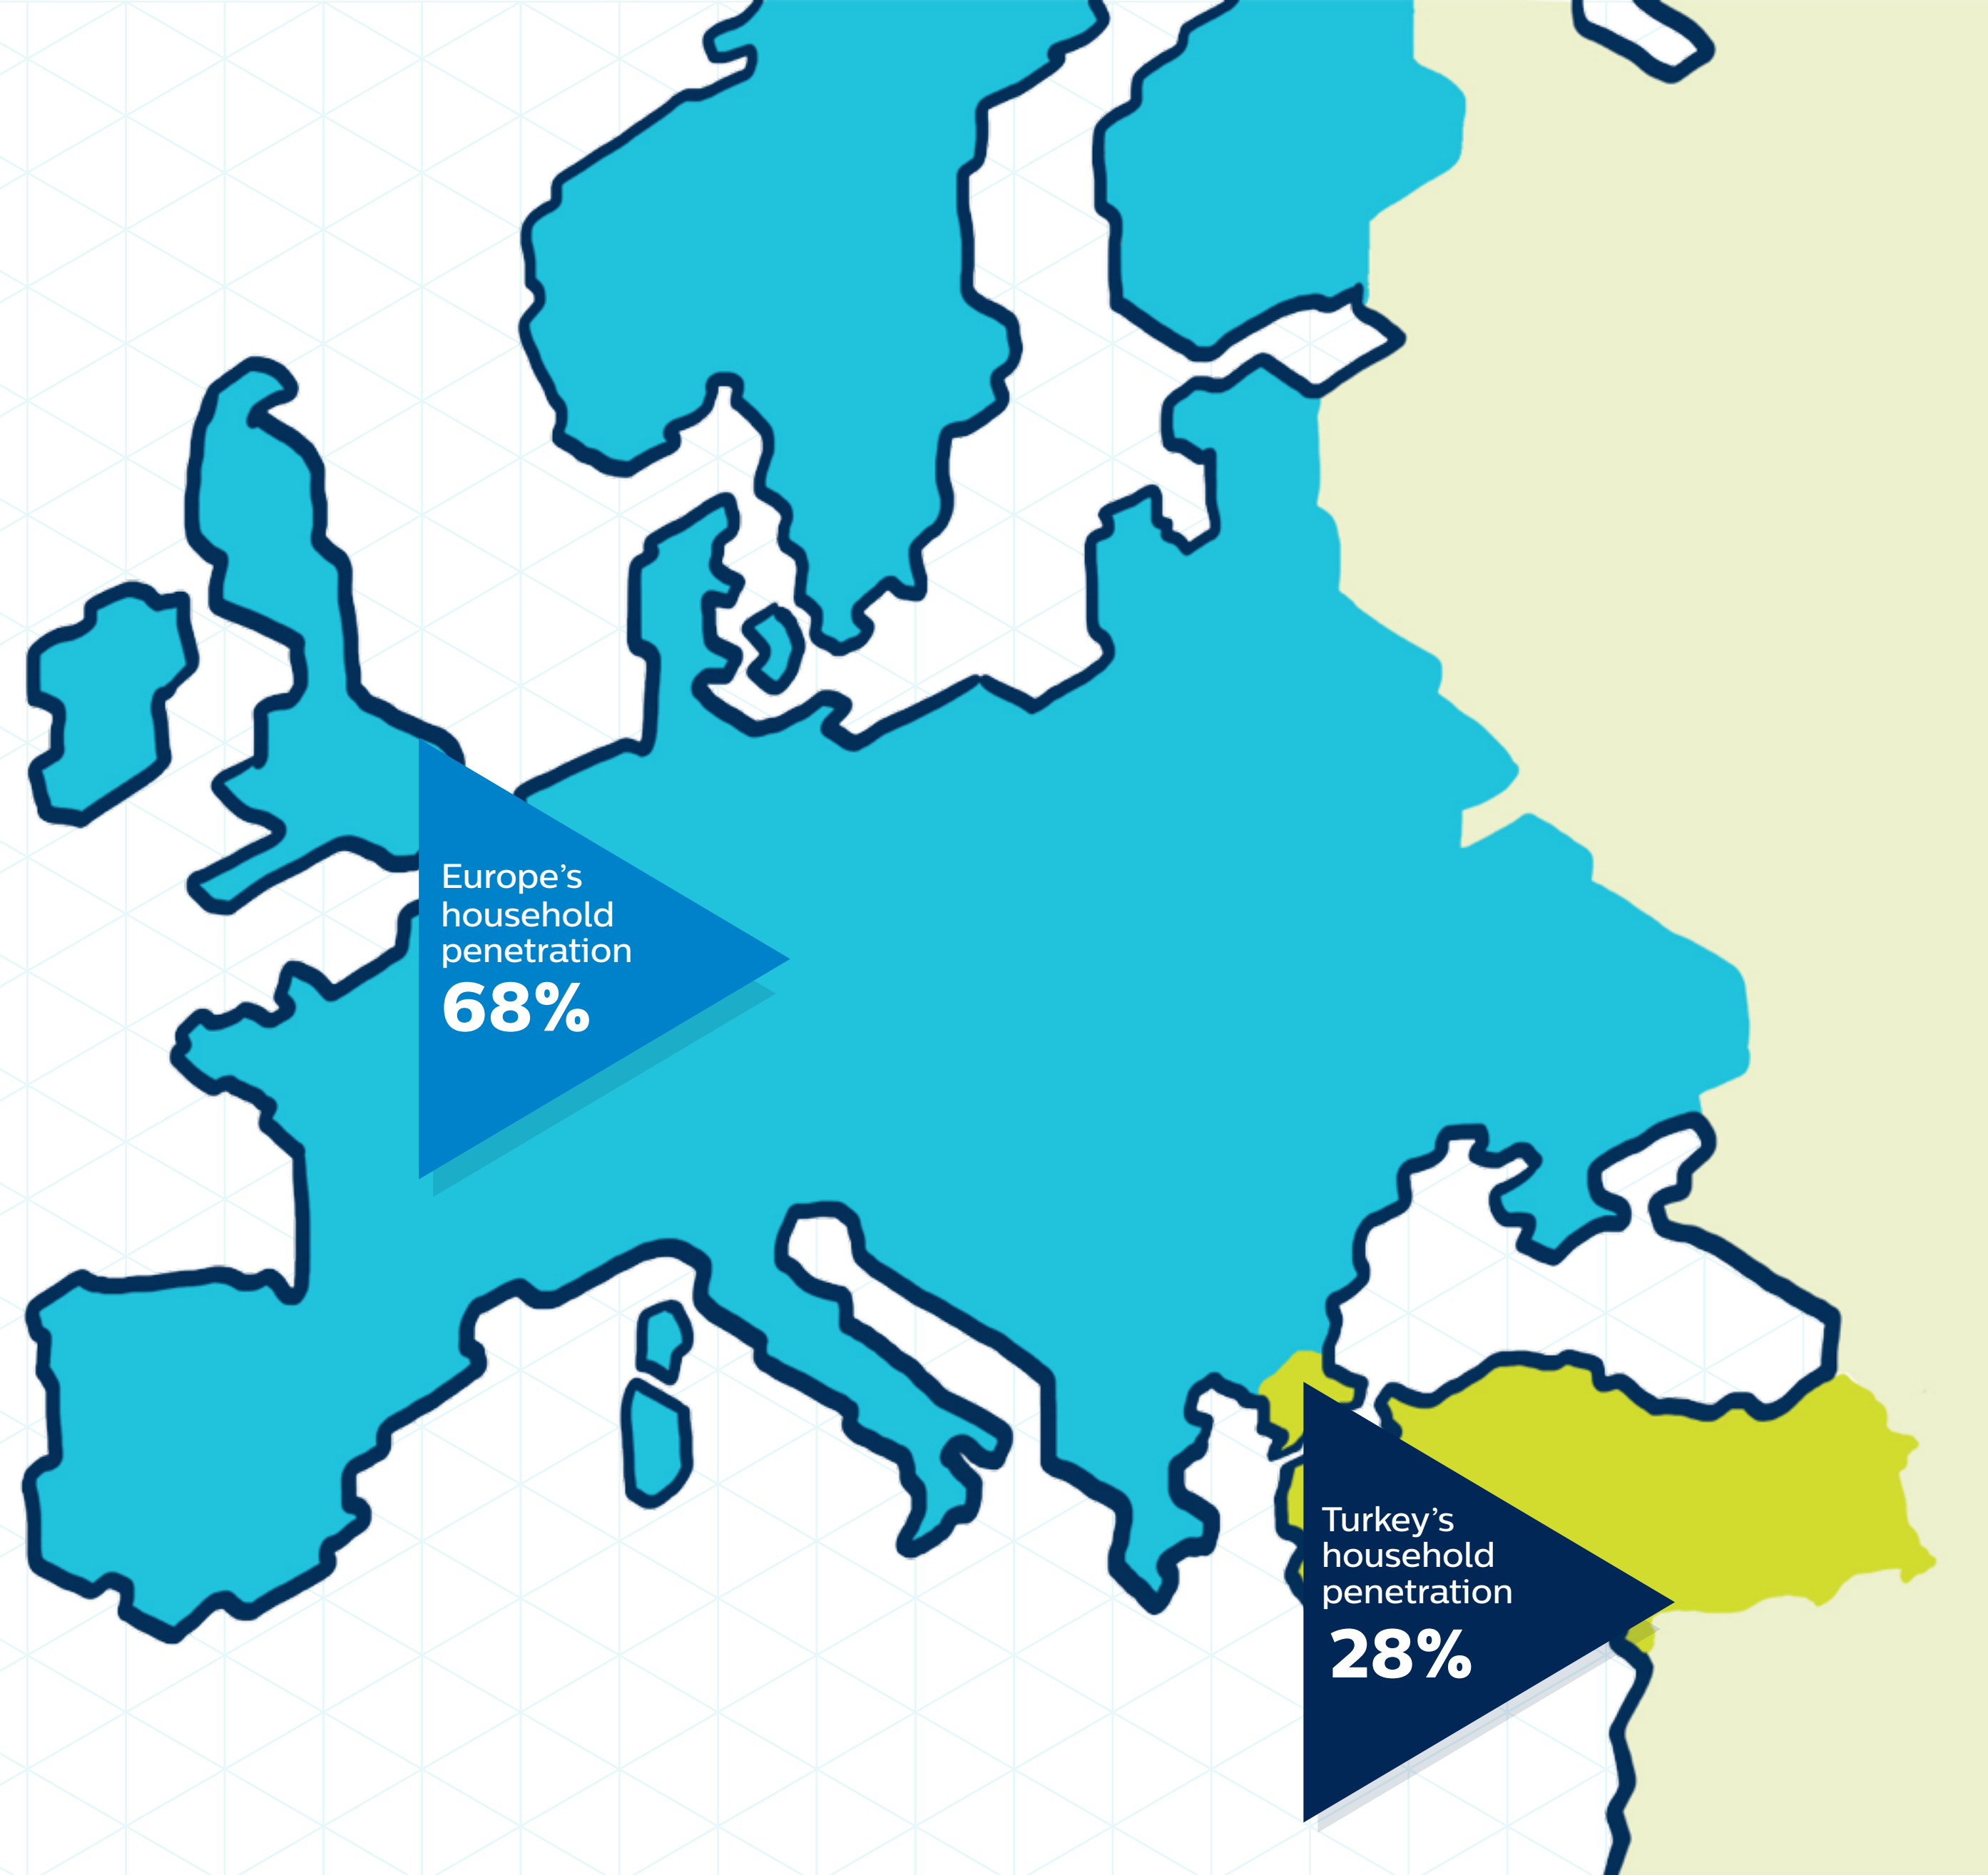 Europe’s
household
penetration
68%
Turkey’s
household
penetration
28%